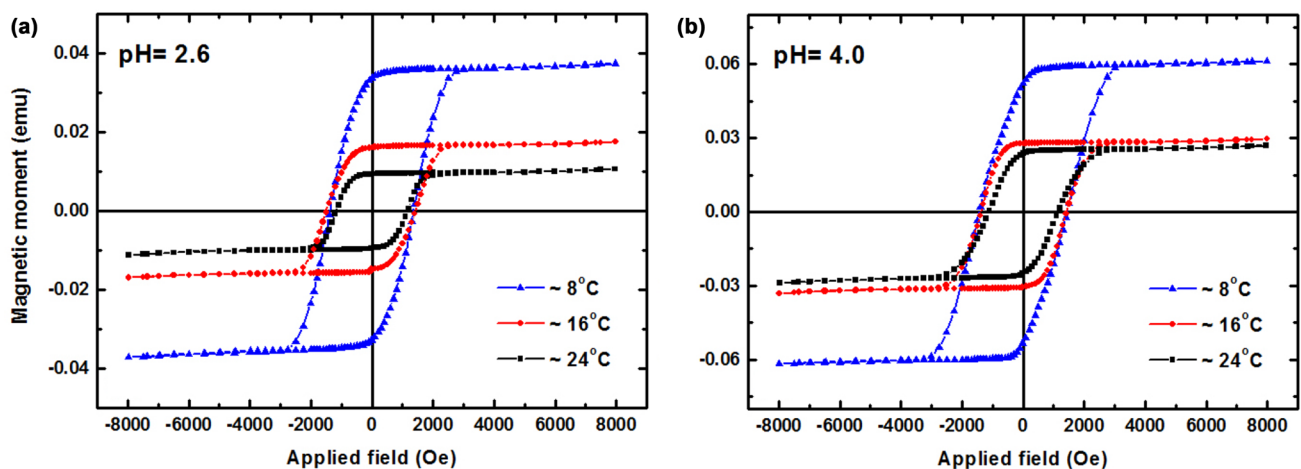 (a)
pH= 2.6
Magnetic moment (emu)
0.04
0.02
0.00
-0.02
-0.04
~ 8°C
~ 16°C
~ 24°C
-8000 -6000 -4000 -2000 0 2000 4000 6000 8000
Applied field (Oe)
(b)
pH= 4.0
0.06
0.03
0.00
-0.03
-0.06
~ 8°C
~ 16°C
~ 24°C
-8000 -6000 -4000 -2000 0 2000 4000 6000 8000
Applied field (Oe)